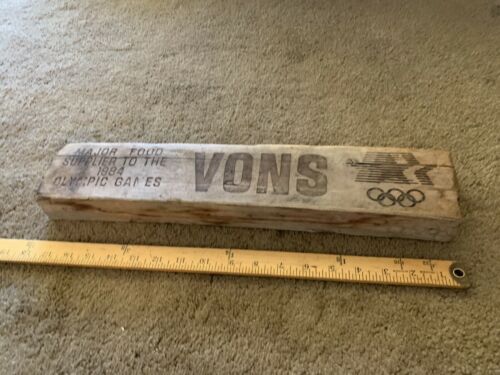 MAJOR FOOD
SUPPLIER TO THE
1984
OLYMPIC GAMES
VONS